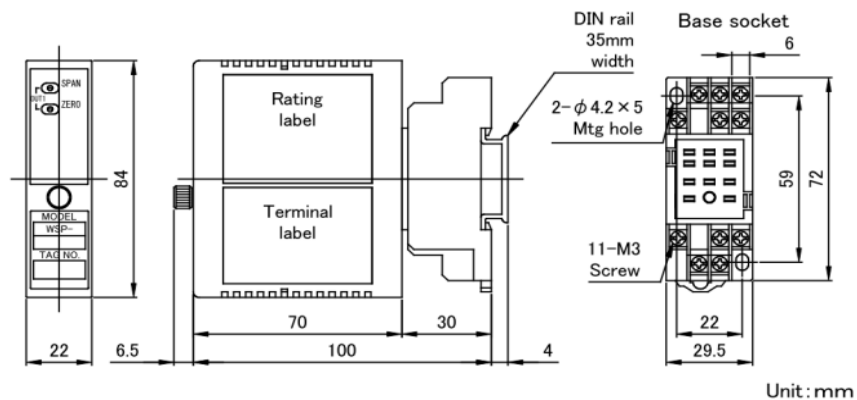 SPAN
OUT1
ZERO
MODEL
WSP-
TAG NO.
84
22
Rating
label
Terminal
label
70
30
6.5
100
4
DIN rail
35mm
width
Base socket
6
2-φ4.2×5
Mtg hole
59
72
11-M3
Screw
22
29.5
Unit:mm